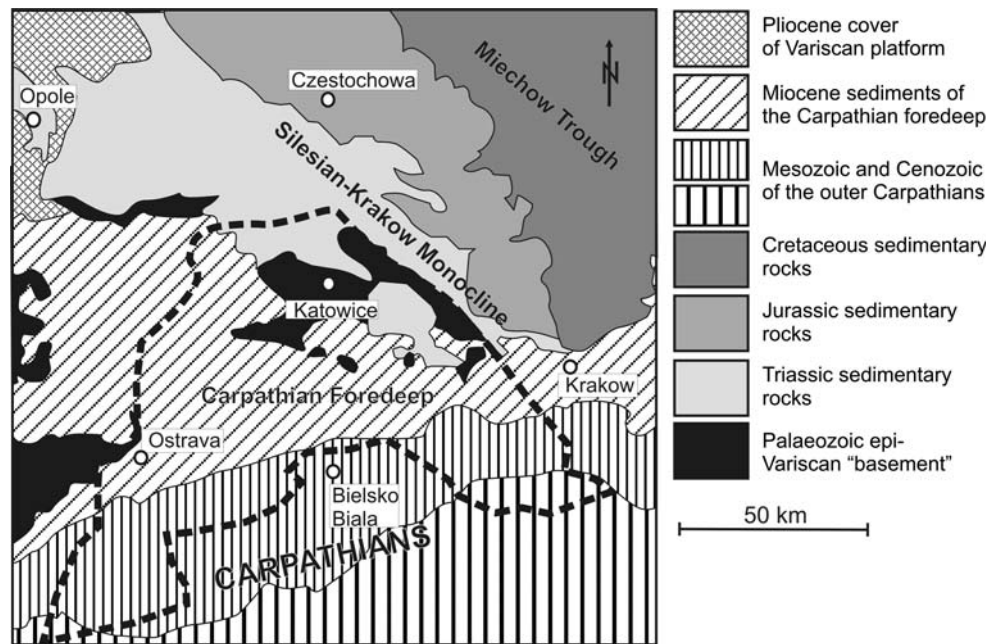 Opole
Czestochowa
Miechow Trough
N
Silesian-Krakow Monocline
Katowice
Krakow
Carpathian Foredeep
Ostrava
Bielsko
Biala
CARPATHIANS
Pliocene cover
of Variscan platform
Miocene sediments of
the Carpathian foredeep
Mesozoic and Cenozoic
of the outer Carpathians
Cretaceous sedimentary
rocks
Jurassic sedimentary
rocks
Triassic sedimentary
rocks
Palaeozoic epi-
Variscan “basement”
50 km